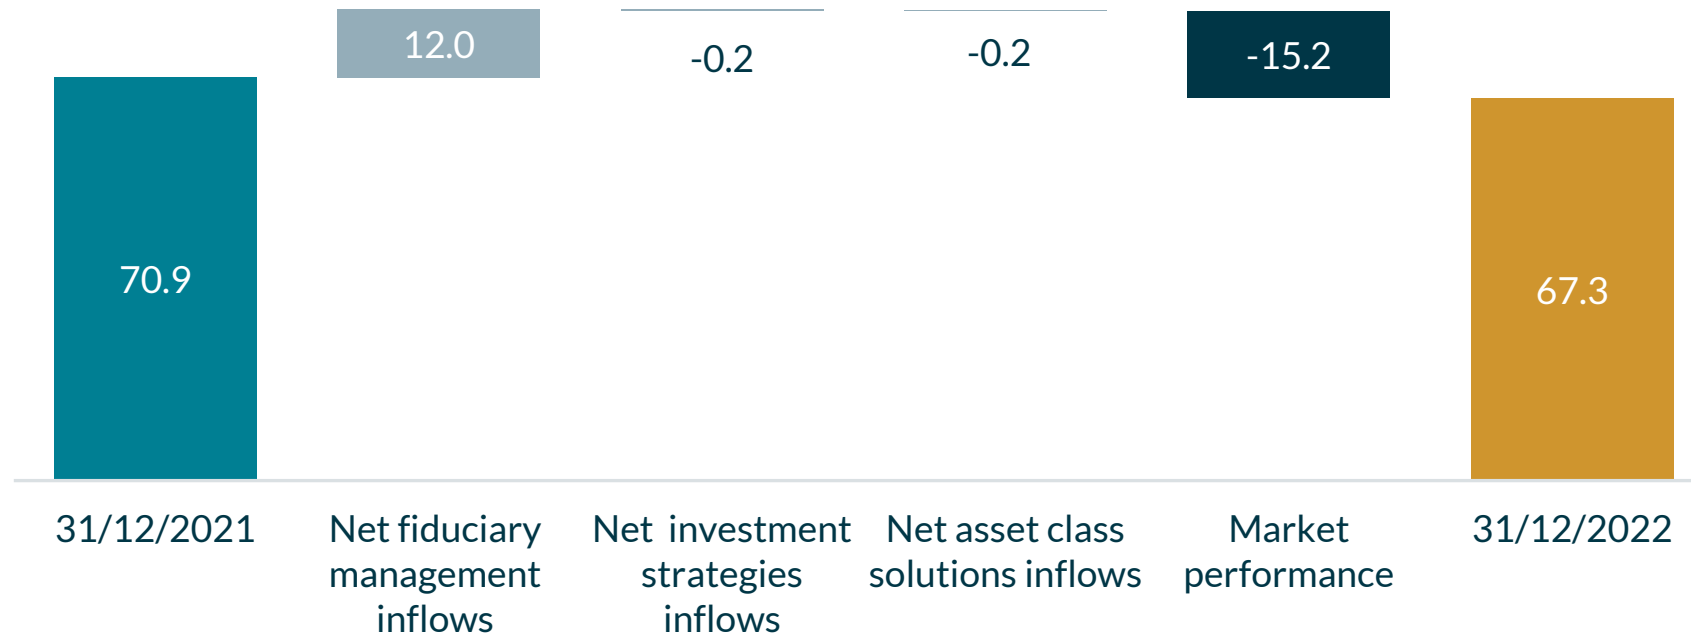 12.0
-0.2
-0.2
-15.2
70.9
67.3
31/12/2021
Net fiduciary
management
inflows
Net  investment
strategies
inflows
Net asset class
solutions inflows
Market
performance
31/12/2022